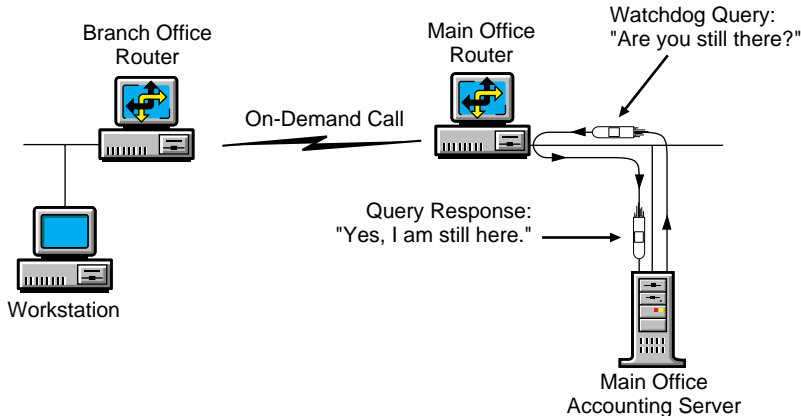 Watchdog Query:
"Are you still there?"
Branch Office
Router
Main Office
Router
On-Demand Call
Query Response:
"Yes, I am still here."
Workstation
Main Office
Accounting Server